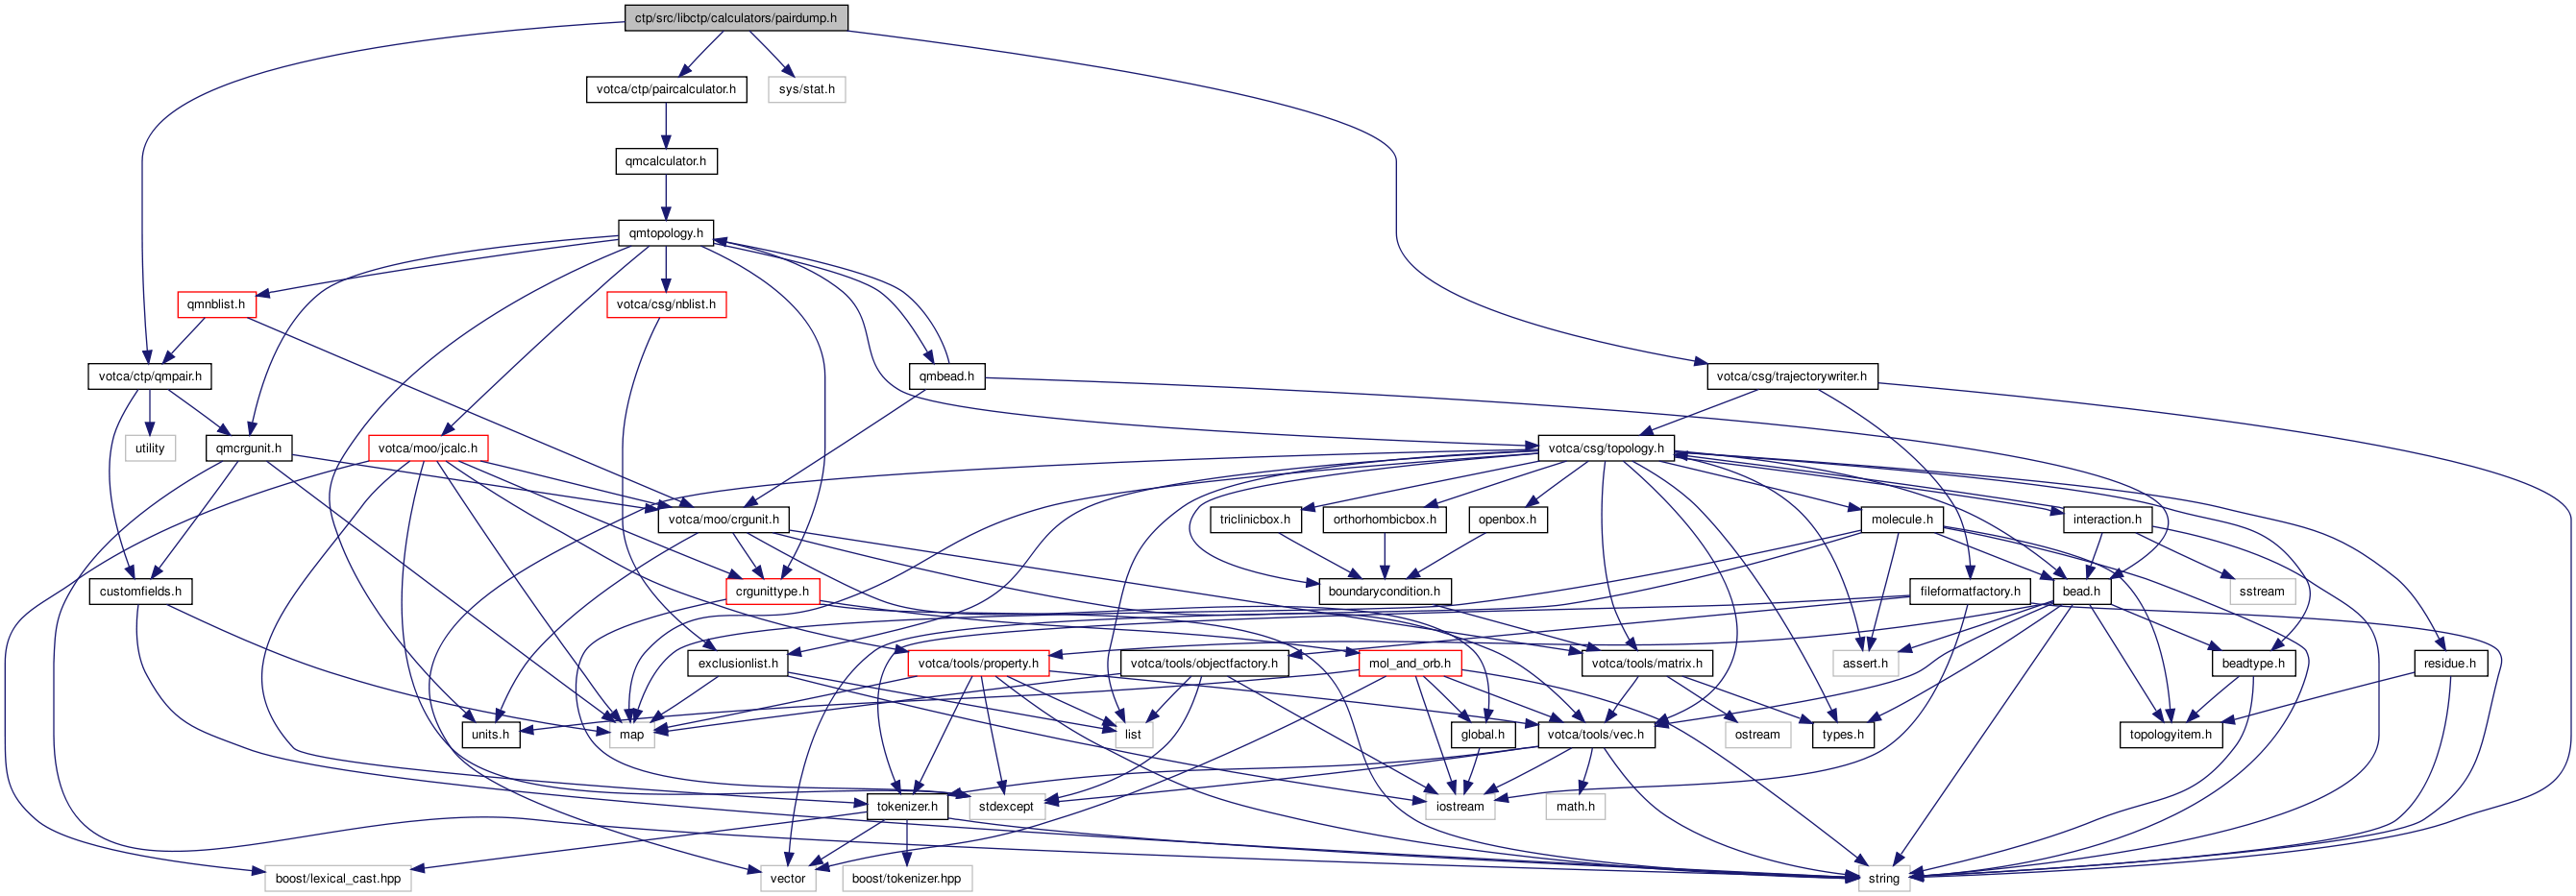 ctp/src/libctp/calculators/pairdump.h
votca/ctp/paircalculator.h
sys/stat.h
qmcalculator.h
qmtopology.h
qmnblist.h
votca/csg/nblist.h
votca/ctp/qmpair.h
qmbead.h
votca/csg/trajectorywriter.h
utility
qmcrgunit.h
votca/moo/jcalc.h
votca/csg/topology.h
votca/moo/crgunit.h
triclinicbox.h
orthorhombicbox.h
openbox.h
molecule.h
interaction.h
customfields.h
crgunittype.h
boundarycondition.h
fileformatfactory.h
bead.h
sstream
exclusionlist.h
votca/tools/property.h
votca/tools/objectfactory.h
mol_and_orb.h
votca/tools/matrix.h
assert.h
beadtype.h
residue.h
units.h
map
list
global.h
votca/tools/vec.h
ostream
types.h
topologyitem.h
tokenizer.h
stdexcept
iostream
math.h
boost/lexical_cast.hpp
vector
boost/tokenizer.hpp
string